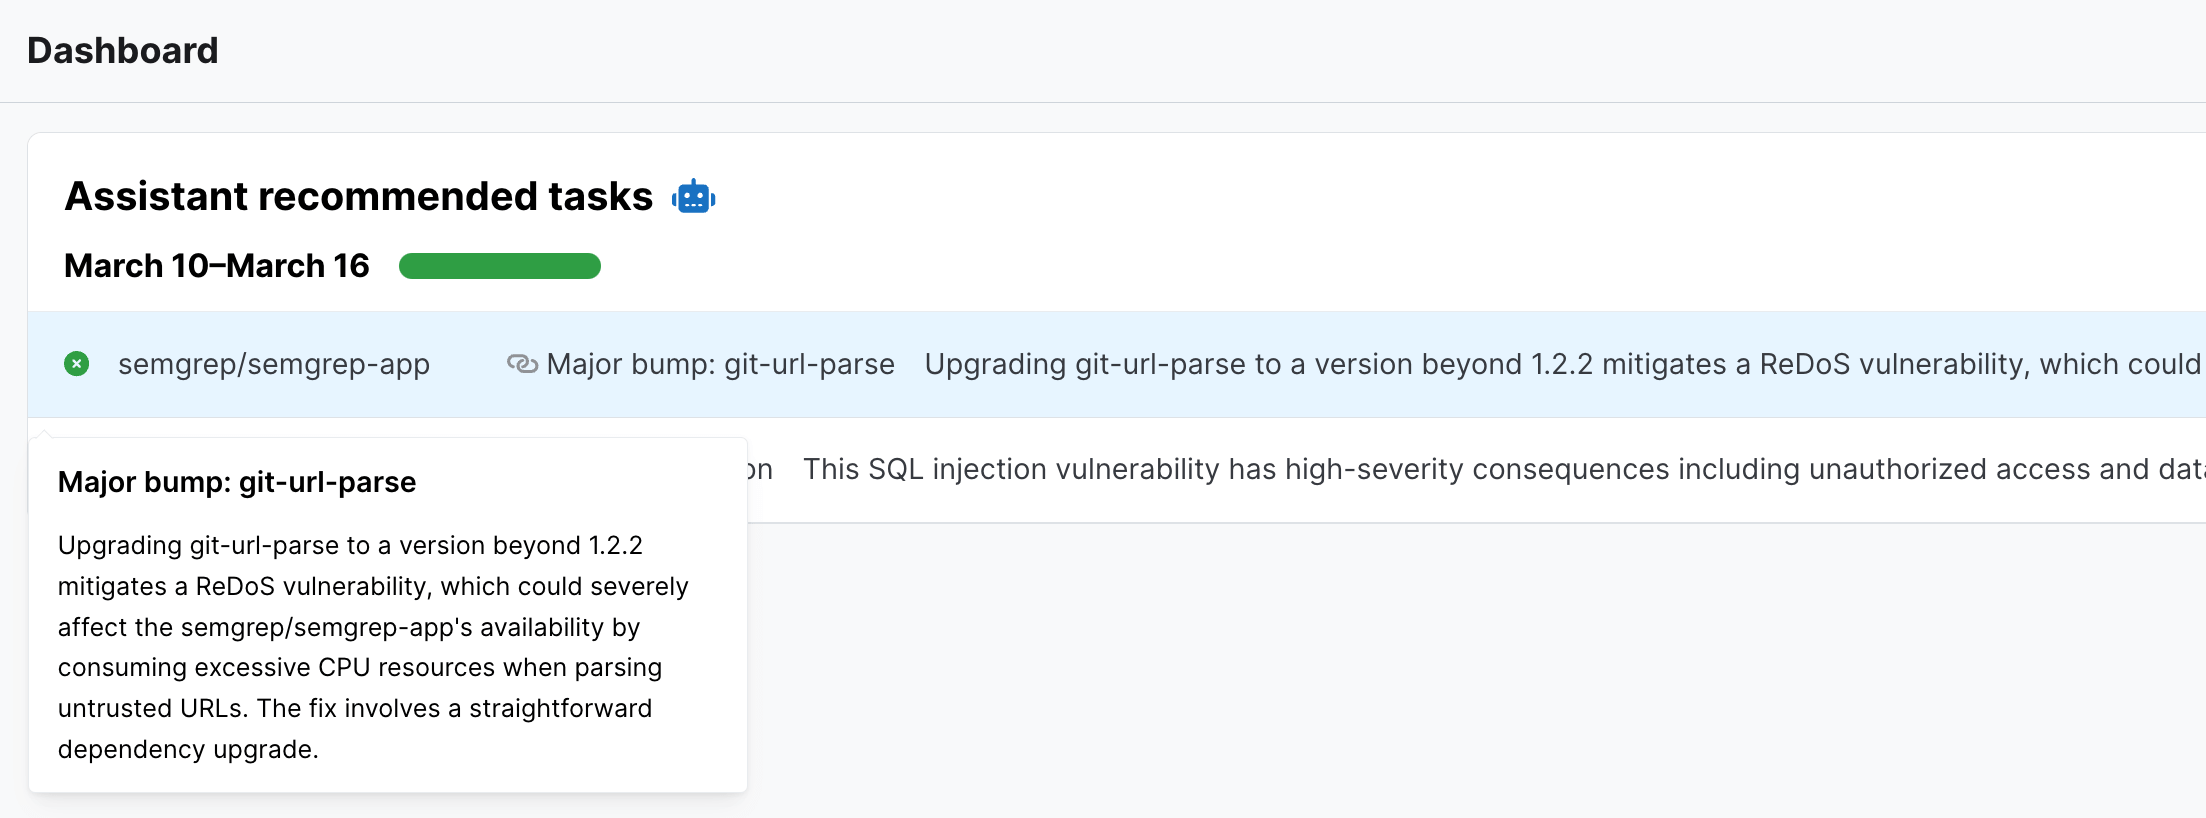 Dashboard
Assistant recommended tasks
March 10–March 16
semgrep/semgrep-app Major bump: git-url-parse Upgrading git-url-parse to a version beyond 1.2.2 mitigates a ReDoS vulnerability, which could
This SQL injection vulnerability has high-severity consequences including unauthorized access and
Major bump: git-url-parse
Upgrading git-url-parse to a version beyond 1.2.2
mitigates a ReDoS vulnerability, which could severely
affect the semgrep/semgrep-app's availability by
consuming excessive CPU resources when parsing
untrusted URLs. The fix involves a straightforward
dependency upgrade.